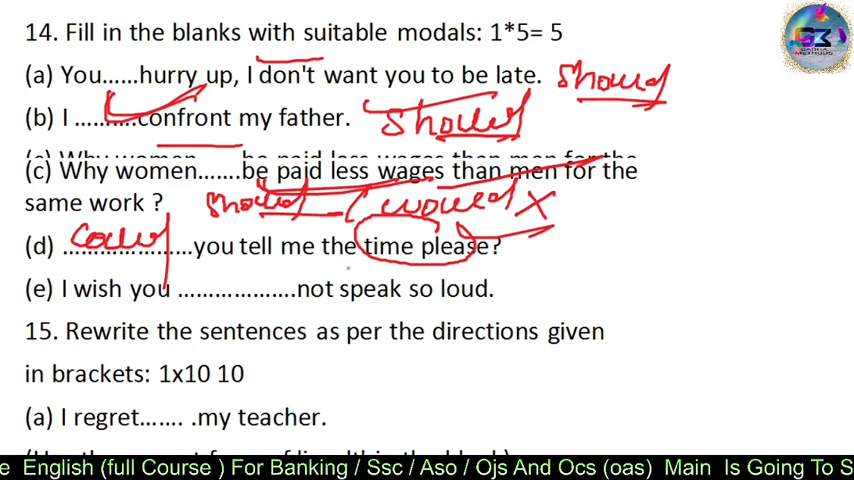 14. Fill in the blanks with suitable modals: 1*5= 5
(a) You......hurry up, I don't want you to be late. should
(b) I ..........confront my father. should
(c) Why women.......be paid less wages than men for the
same work ? should (would X
(d) could ......................you tell me the time please?
(e) I wish you ....................not speak so loud.
15. Rewrite the sentences as per the directions given
in brackets: 1x10 10
(a) I regret....... .my teacher.
e English (full Course ) For Banking / Ssc / Aso / Ojs And Ocs (oas) Main Is Going To S